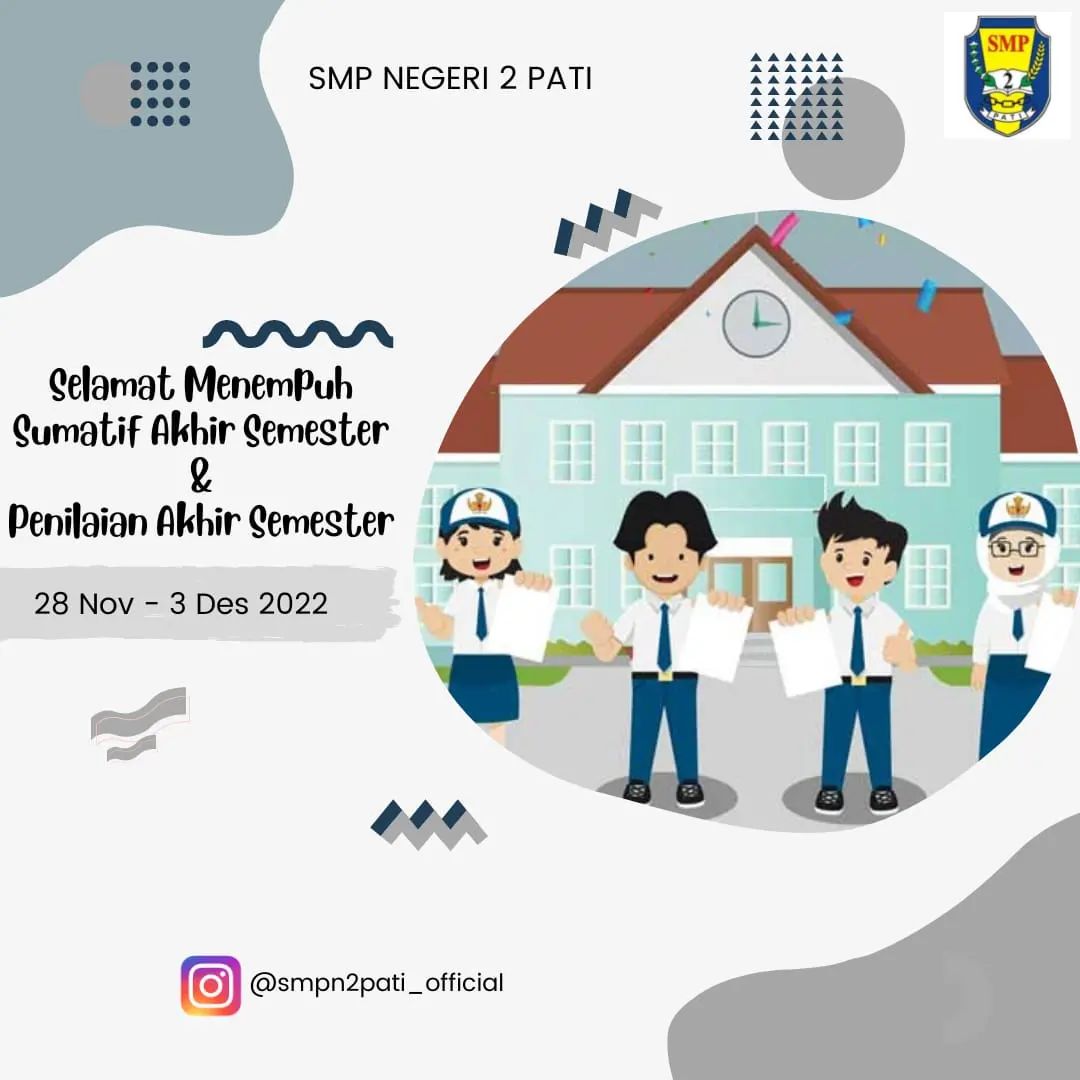 SMP NEGERI 2 PATI
SMP
2
PATI
Selamat Menempuh
Sumatif Akhir Semester
&
Penilaian Akhir Semester
28 Nov - 3 Des 2022
@smpn2pati_official